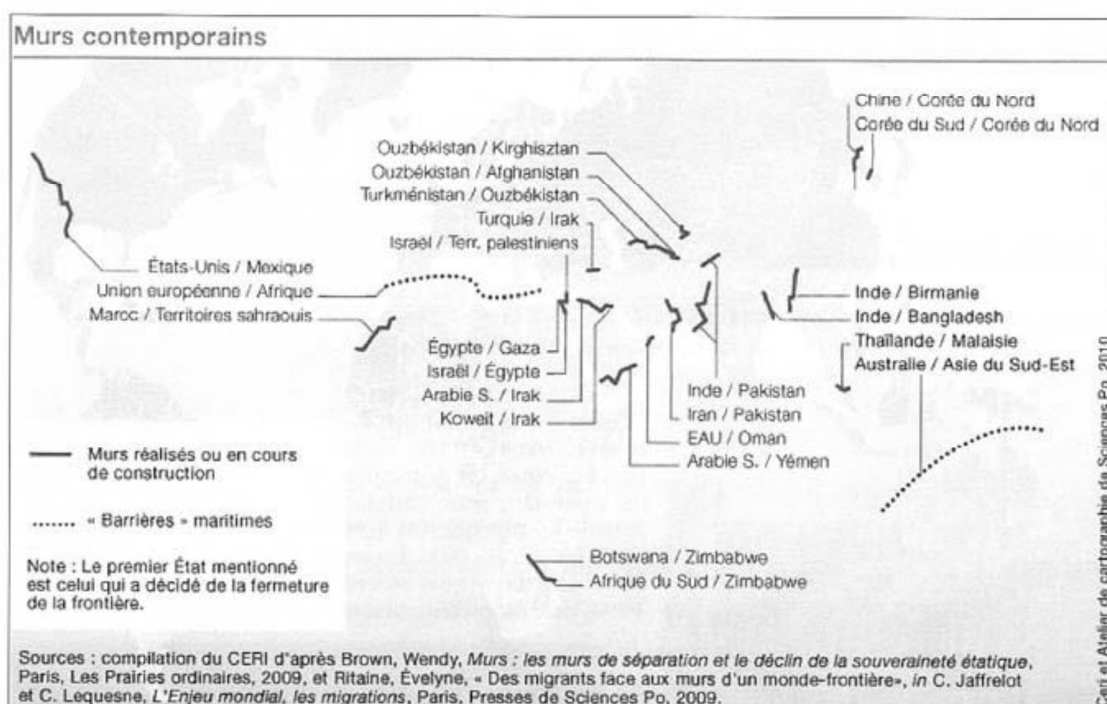 Murs contemporains
Chine / Corée du Nord
Corée du Sud / Corée du Nord
Ouzbékistan / Kirghisztan
Ouzbékistan / Afghanistan
Turkménistan / Ouzbékistan
Turquie / Irak
Israël / Terr. palestiniens
États-Unis / Mexique
Union européenne / Afrique
Maroc / Territoires sahraouis
Égypte / Gaza
Israël / Égypte
Arabie S. / Irak
Koweit / Irak
Inde / Pakistan
Iran / Pakistan
EAU / Oman
Arabie S. / Yémen
Inde / Birmanie
Inde / Bangladesh
Thaïlande / Malaisie
Australie / Asie du Sud-Est
Murs réalisés ou en cours
de construction
« Barrières » maritimes
Note : Le premier État mentionné
est celui qui a décidé de la fermeture
de la frontière.
Botswana / Zimbabwe
Afrique du Sud / Zimbabwe
Sources : compilation du CERI d'après Brown, Wendy, Murs : les murs de séparation et le déclin de la souveraineté étatique,
Paris, Les Prairies ordinaires, 2009, et Ritaine, Évelyne, « Des migrants face aux murs d'un monde-frontière», in C. Jaffrelot
et C. Lequesne, L'Enjeu mondial, les migrations, Paris, Presses de Sciences Po, 2009.
Ceri et Atelier de cartographie de Sciences Po, 2010